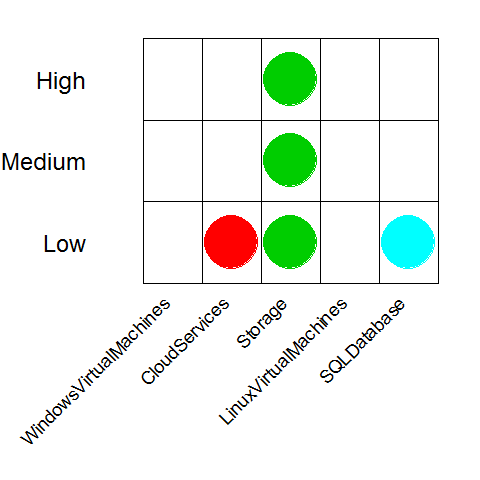 High
Medium
Low
WindowsVirtualMachines
CloudServices
Storage
LinuxVirtualMachines
SQLDatabase